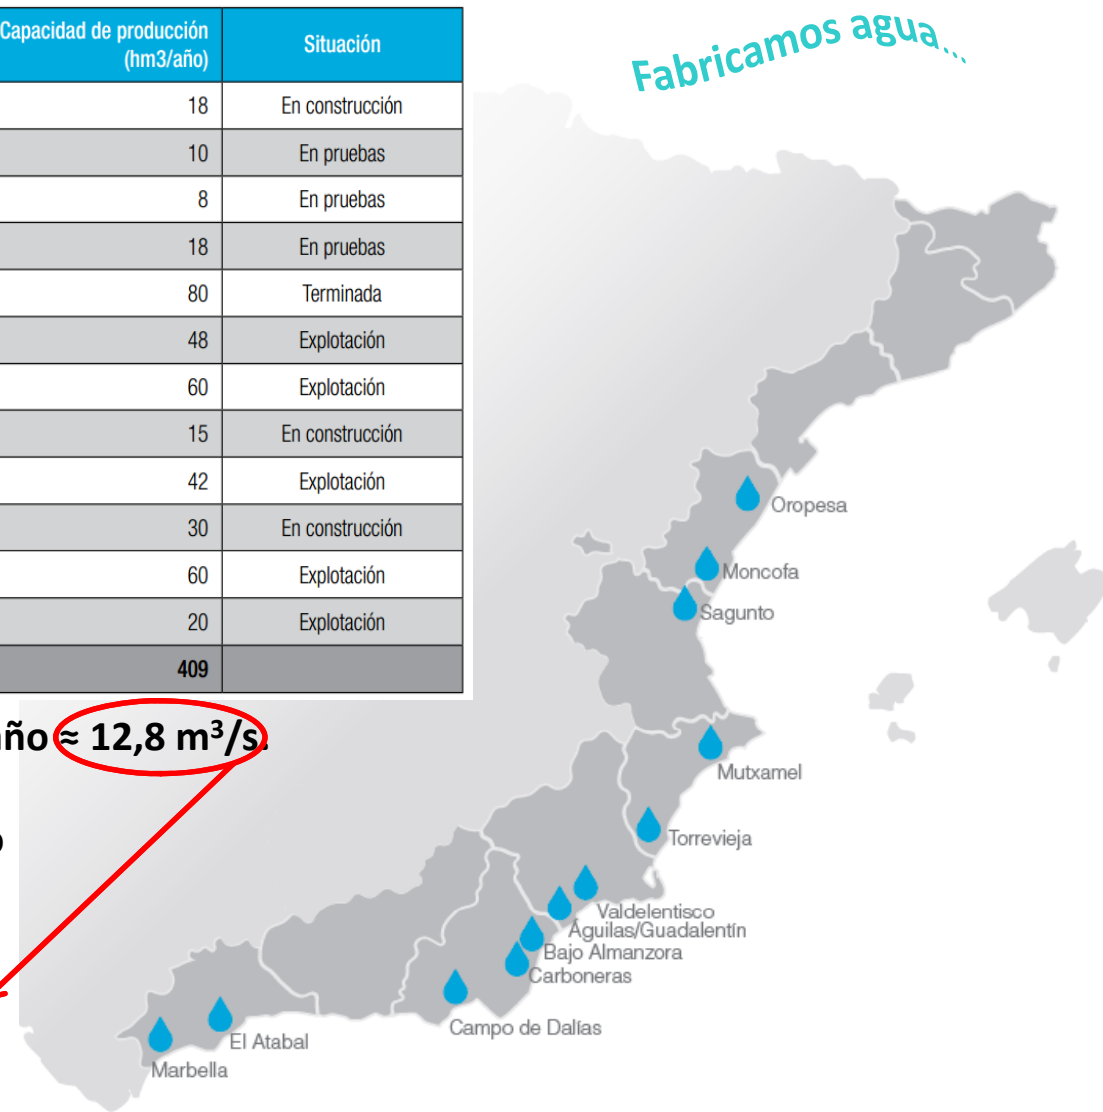 Fabricamos agua...
Capacidad de producción
(hm3/año)
Situación
18 En construcción
10 En pruebas
8 En pruebas
18 En pruebas
80 Terminada
48 Explotación
60 Explotación
15 En construcción
42 Explotación
30 En construcción
60 Explotación
20 Explotación
409
año ≈ 12,8 m³/s.
Oropesa
Moncofa
Sagunto
Mutxamel
Torrevieja
Valdelentisco
Águilas/Guadalentín
Bajo Almanzora
Carboneras
Campo de Dalías
El Atabal
Marbella